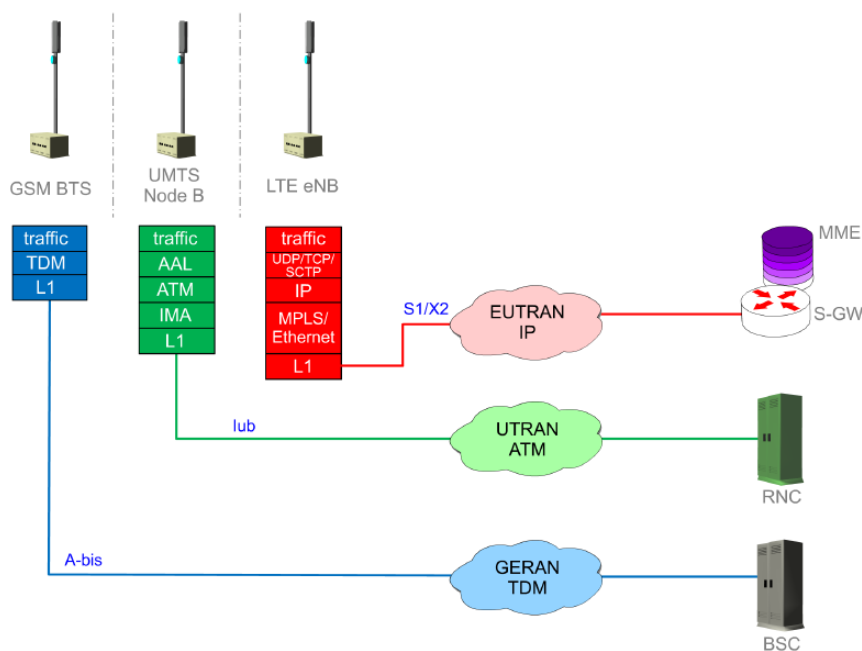 GSM BTS
UMTS
Node B
LTE eNB
traffic
TDM
L1
traffic
AAL
ATM
IMA
L1
traffic
UDP/TCP/
SCTP
IP
MPLS/
Ethernet
L1
S1/X2
EUTRAN
IP
MME
S-GW
Iub
UTRAN
ATM
RNC
A-bis
GERAN
TDM
BSC